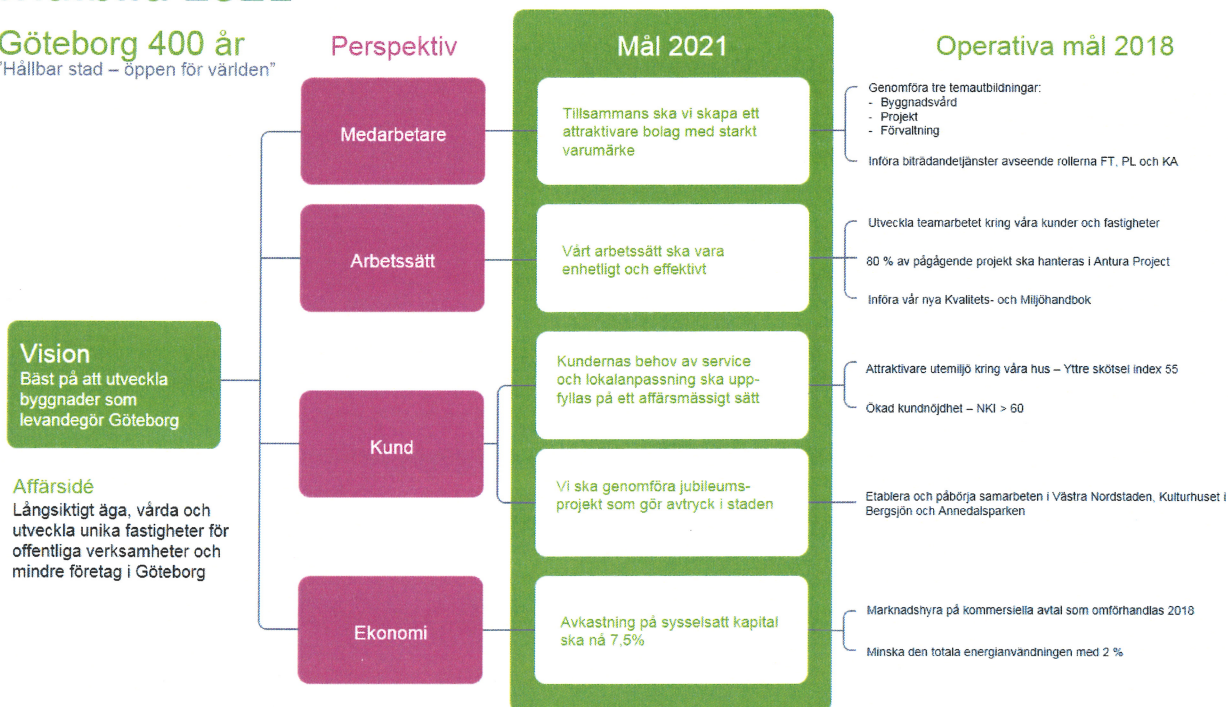 2021
Göteborg 400 år
"Hållbar stad – öppen för världen"
Perspektiv
Mål 2021
Operativa mål 2018
Medarbetare
Tillsammans ska vi skapa ett
attraktivare bolag med starkt
varumärke
Genomföra tre temautbildningar:
- Byggnadsvård
- Projekt
- Förvaltning
Införa biträdandetjänster avseende rollerna FT, PL och KA
Arbetssätt
Vårt arbetssätt ska vara
enhetligt och effektivt
Utveckla teamarbetet kring våra kunder och fastigheter
80 % av pågågende projekt ska hanteras i Antura Project
Införa vår nya Kvalitets- och Miljöhandbok
Vision
Bäst på att utveckla
byggnader som
levandegör Göteborg
Affärsidé
Långsiktigt äga, vårda och
utveckla unika fastigheter för
offentliga verksamheter och
mindre företag i Göteborg
Kund
Kundernas behov av service
och lokalanpassning ska upp-
fyllas på ett affärsmässigt sätt
Attraktivare utemiljö kring våra hus – Yttre skötsel index 55
Ökad kundnöjdhet – NKI > 60
Vi ska genomföra jubileums-
projekt som gör avtryck i staden
Etablera och påbörja samarbeten i Västra Nordstaden, Kulturhuset i
Bergsjön och Annedalsparken
Ekonomi
Avkastning på sysselsatt kapital
ska nå 7,5%
Marknadshyra på kommersiella avtal som omförhandlas 2018
Minska den totala energianvändningen med 2 %